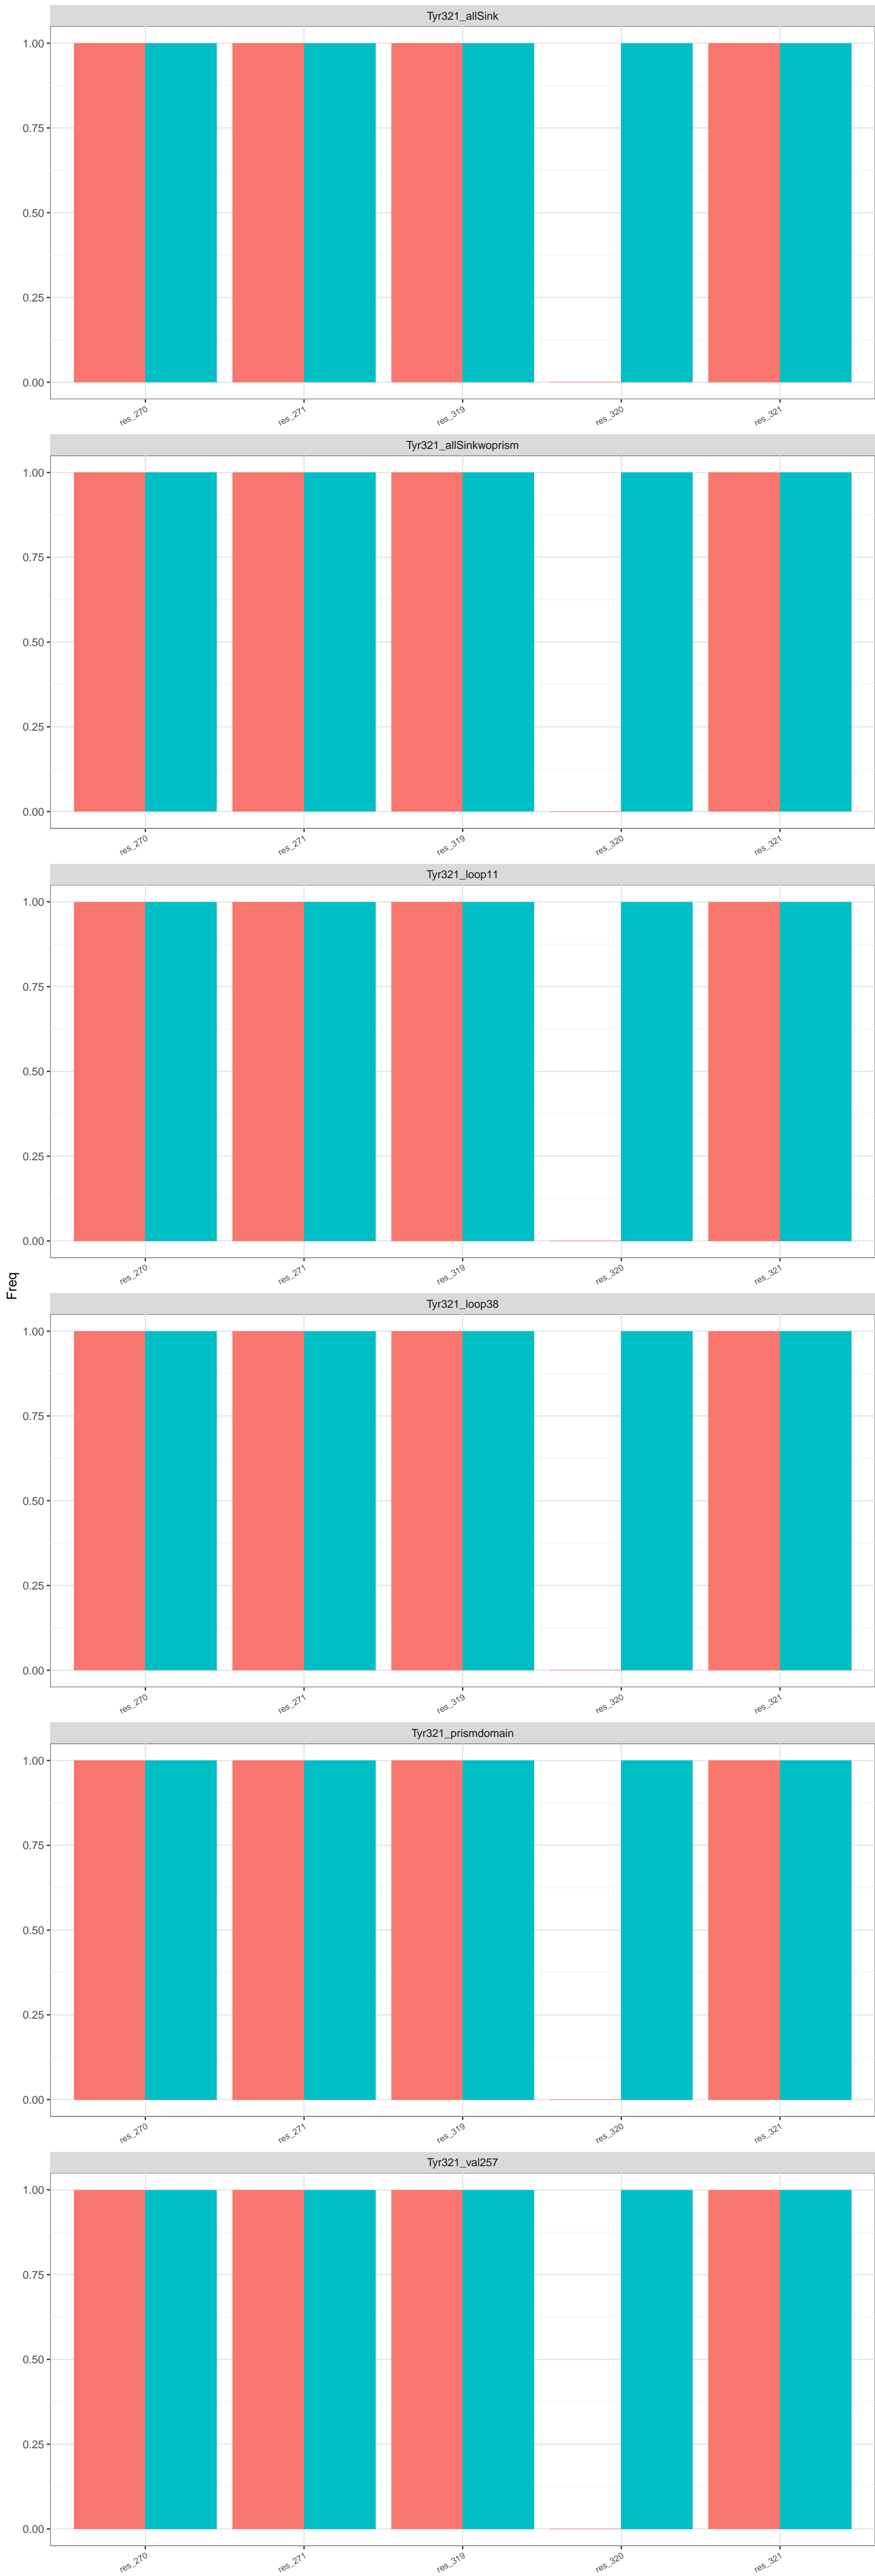 Tyr321_allSink
1.00
0.75
0.50
0.25
0.00
res_270 res_271 res_319 res_320 res_321
Tyr321_allSinkwoprism
1.00
0.75
0.50
0.25
0.00
res_270 res_271 res_319 res_320 res_321
Tyr321_loop11
1.00
0.75
0.50
0.25
0.00
res_270 res_271 res_319 res_320 res_321
Freq
Tyr321_loop38
1.00
0.75
0.50
0.25
0.00
res_270 res_271 res_319 res_320 res_321
Tyr321_prismdomain
1.00
0.75
0.50
0.25
0.00
res_270 res_271 res_319 res_320 res_321
Tyr321_val257
1.00
0.75
0.50
0.25
0.00
res_270 res_271 res_319 res_320 res_321